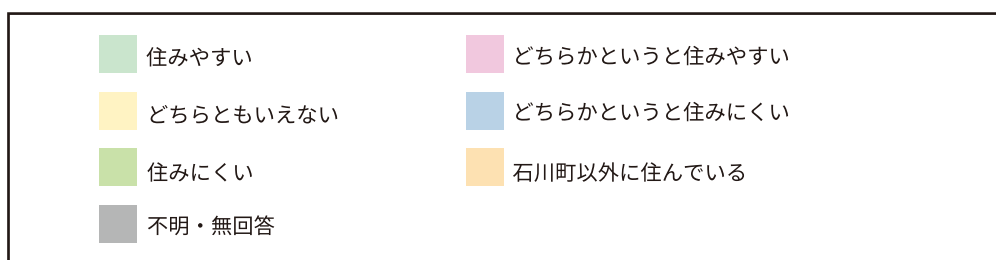 住みやすい
どちらかというと住みやすい
どちらともいえない
どちらかというと住みにくい
住みにくい
石川町以外に住んでいる
不明・無回答